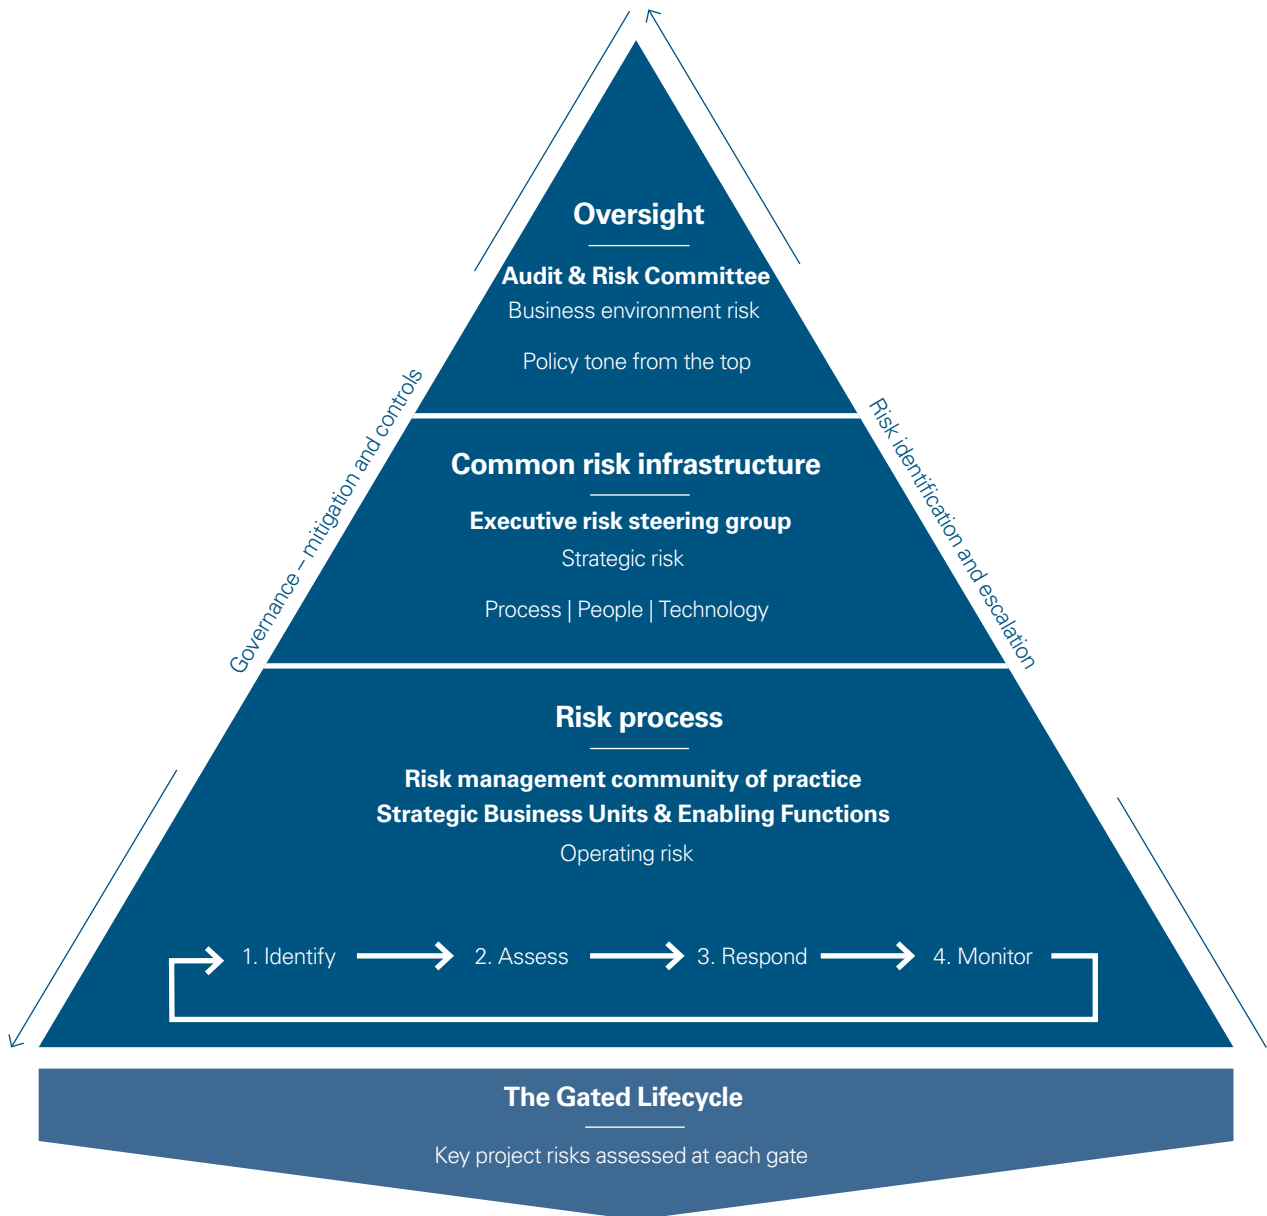 Oversight
Audit & Risk Committee
Business environment risk
Policy tone from the top
Governance – mitigation and controls
Risk identification and escalation
Common risk infrastructure
Executive risk steering group
Strategic risk
Process | People | Technology
Risk process
Risk management community of practice
Strategic Business Units & Enabling Functions
Operating risk
1. Identify 2. Assess 3. Respond 4. Monitor
The Gated Lifecycle
Key project risks assessed at each gate